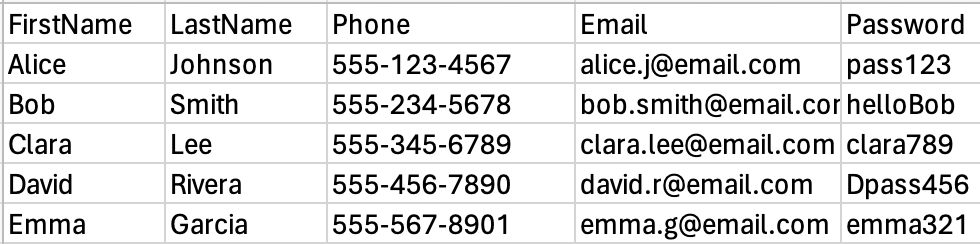 FirstName LastName Phone Email Password
Alice Johnson 555-123-4567 alice.j@email.com pass123
Bob Smith 555-234-5678 bob.smith@email.cor helloBob
Clara Lee 555-345-6789 clara.lee@email.com clara789
David Rivera 555-456-7890 david.r@email.com Dpass456
Emma Garcia 555-567-8901 emma.g@email.com emma321